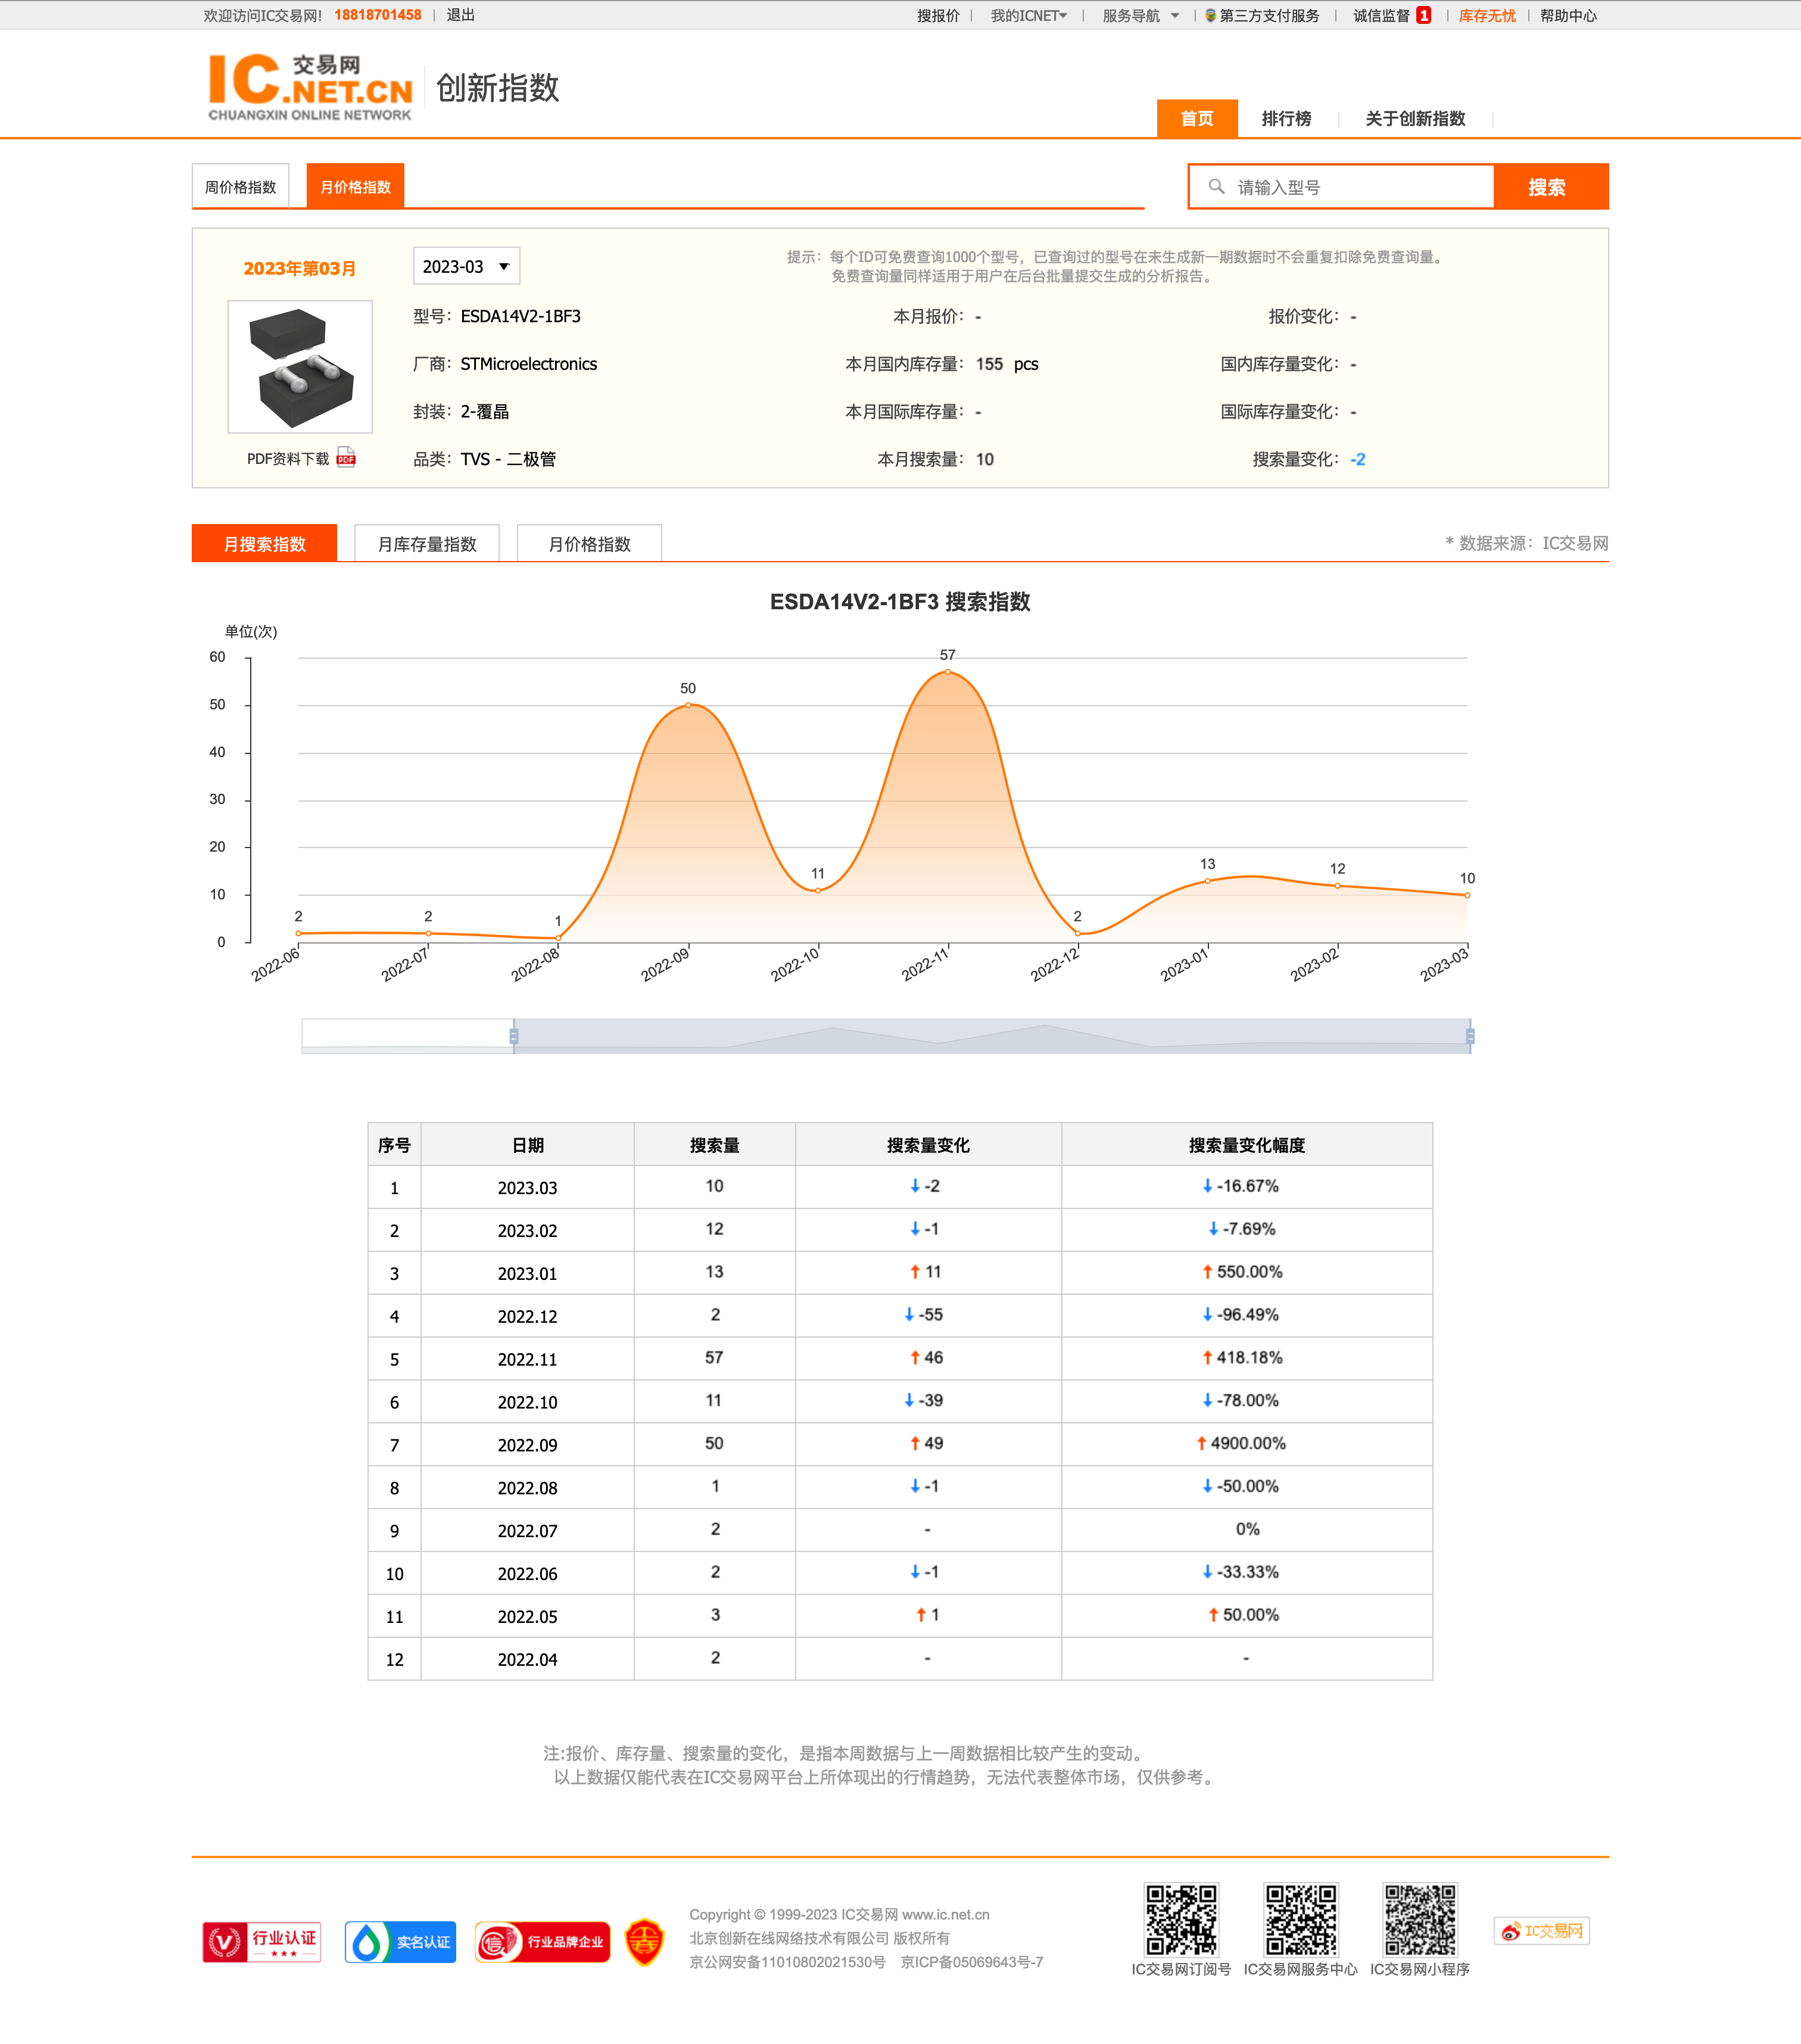 欢迎访问IC交易网! 18818701458 | 退出 搜报价 | 我的ICNET | 服务导航 | 第三方支付服务 | 诚信监督 1 | 库存无忧 | 帮助中心
IC交易网.NET.CN 创新指数
CHUANGXIN ONLINE NETWORK
首页 排行榜 关于创新指数
周价格指数 月价格指数 请输入型号 搜索
2023年第03月 2023-03 提示：每个ID可免费查询1000个型号，已查询过的型号在未生成新一期数据时不会重复扣除免费查询量。
免费查询量同样适用于用户在后台批量提交生成的分析报告。
型号：ESDA14V2-1BF3 本月报价： - 报价变化： -
厂商：STMicroelectronics 本月国内库存量： 155 pcs 国内库存量变化： -
封装：2-覆晶 本月国际库存量： - 国际库存量变化： -
PDF资料下载 PDF 品类：TVS - 二极管 本月搜索量： 10 搜索量变化： -2
月搜索指数 月库存量指数 月价格指数 * 数据来源：IC交易网
ESDA14V2-1BF3 搜索指数
单位(次)
60
50
40
30
20
10
0
2 2 1 50 11 57 2 13 12 10
2022-06 2022-07 2022-08 2022-09 2022-10 2022-11 2022-12 2023-01 2023-02 2023-03
序号 日期 搜索量 搜索量变化 搜索量变化幅度
1 2023.03 10 ↓ -2 ↓ -16.67%
2 2023.02 12 ↓ -1 ↓ -7.69%
3 2023.01 13 ↑ 11 ↑ 550.00%
4 2022.12 2 ↓ -55 ↓ -96.49%
5 2022.11 57 ↑ 46 ↑ 418.18%
6 2022.10 11 ↓ -39 ↓ -78.00%
7 2022.09 50 ↑ 49 ↑ 4900.00%
8 2022.08 1 ↓ -1 ↓ -50.00%
9 2022.07 2 - 0%
10 2022.06 2 ↓ -1 ↓ -33.33%
11 2022.05 3 ↑ 1 ↑ 50.00%
12 2022.04 2 - -
注:报价、库存量、搜索量的变化，是指本周数据与上一周数据相比较产生的变动。
以上数据仅能代表在IC交易网平台上所体现出的行情趋势，无法代表整体市场，仅供参考。
行业认证 实名认证 信 行业品牌企业
Copyright © 1999-2023 IC交易网 www.ic.net.cn
北京创新在线网络技术有限公司 版权所有
京公网安备11010802021530号 京ICP备05069643号-7
IC交易网订阅号 IC交易网服务中心 IC交易网小程序 IC交易网